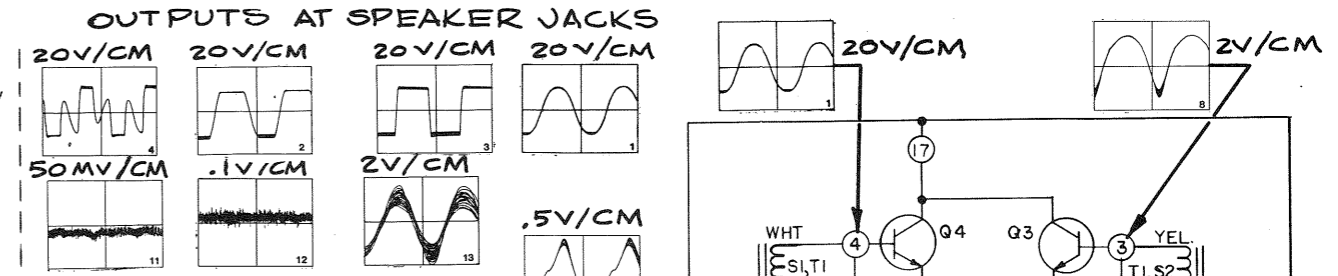 OUTPUTS AT SPEAKER JACKS
20V/CM 20V/CM 20V/CM 20V/CM
4 2 3 1
50MV/CM .1V/CM 2V/CM
11 12 13
.5V/CM
20V/CM 2V/CM
1 8
17
WHT 4 Q4 Q3 3 YEL.
S1,T1 T1,S2